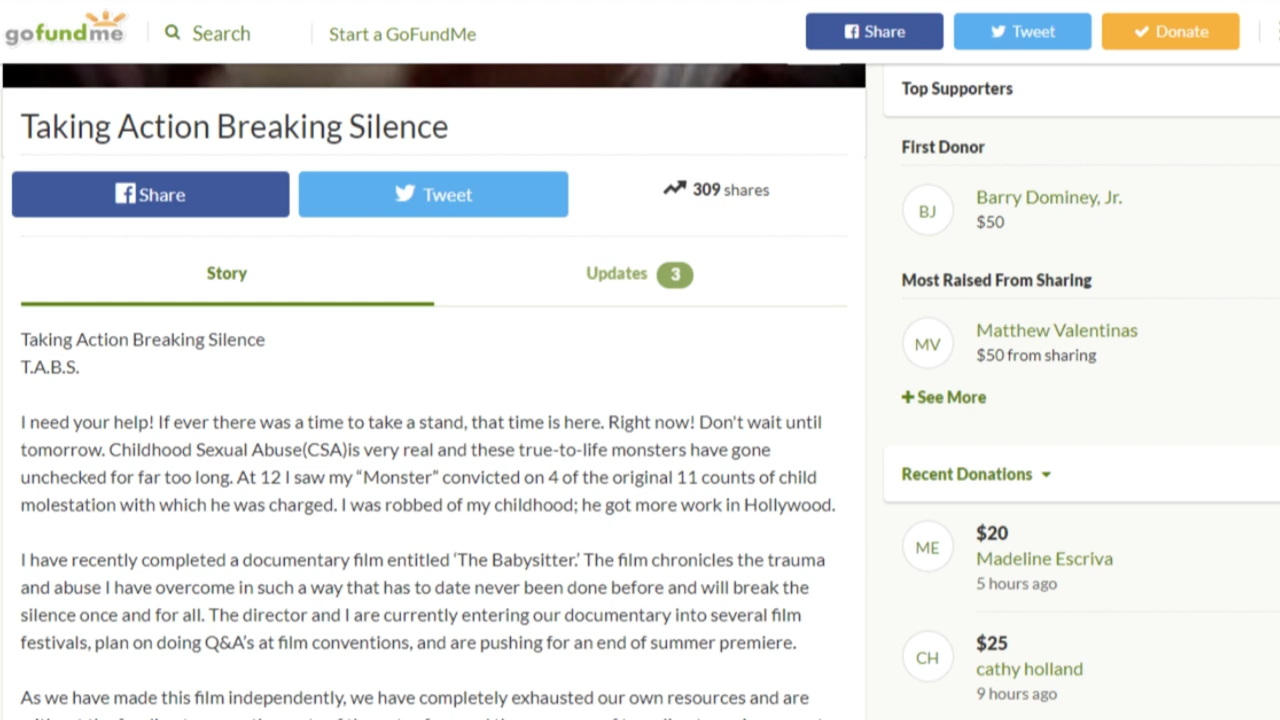 gofundme
Search
Start a GoFundMe
Share
Tweet
Donate
Taking Action Breaking Silence
Share
Tweet
309 shares
Story
Updates 3
Taking Action Breaking Silence
T.A.B.S.
I need your help! If ever there was a time to take a stand, that time is here. Right now! Don't wait until
tomorrow. Childhood Sexual Abuse(CSA)is very real and these true-to-life monsters have gone
unchecked for far too long. At 12 I saw my “Monster” convicted on 4 of the original 11 counts of child
molestation with which he was charged. I was robbed of my childhood; he got more work in Hollywood.
I have recently completed a documentary film entitled ‘The Babysitter.’ The film chronicles the trauma
and abuse I have overcome in such a way that has to date never been done before and will break the
silence once and for all. The director and I are currently entering our documentary into several film
festivals, plan on doing Q&A’s at film conventions, and are pushing for an end of summer premiere.
As we have made this film independently, we have completely exhausted our own resources and are
Top Supporters
First Donor
BJ
Barry Dominey, Jr.
$50
Most Raised From Sharing
MV
Matthew Valentinas
$50 from sharing
+ See More
Recent Donations
ME
$20
Madeline Escriva
5 hours ago
CH
$25
cathy holland
9 hours ago